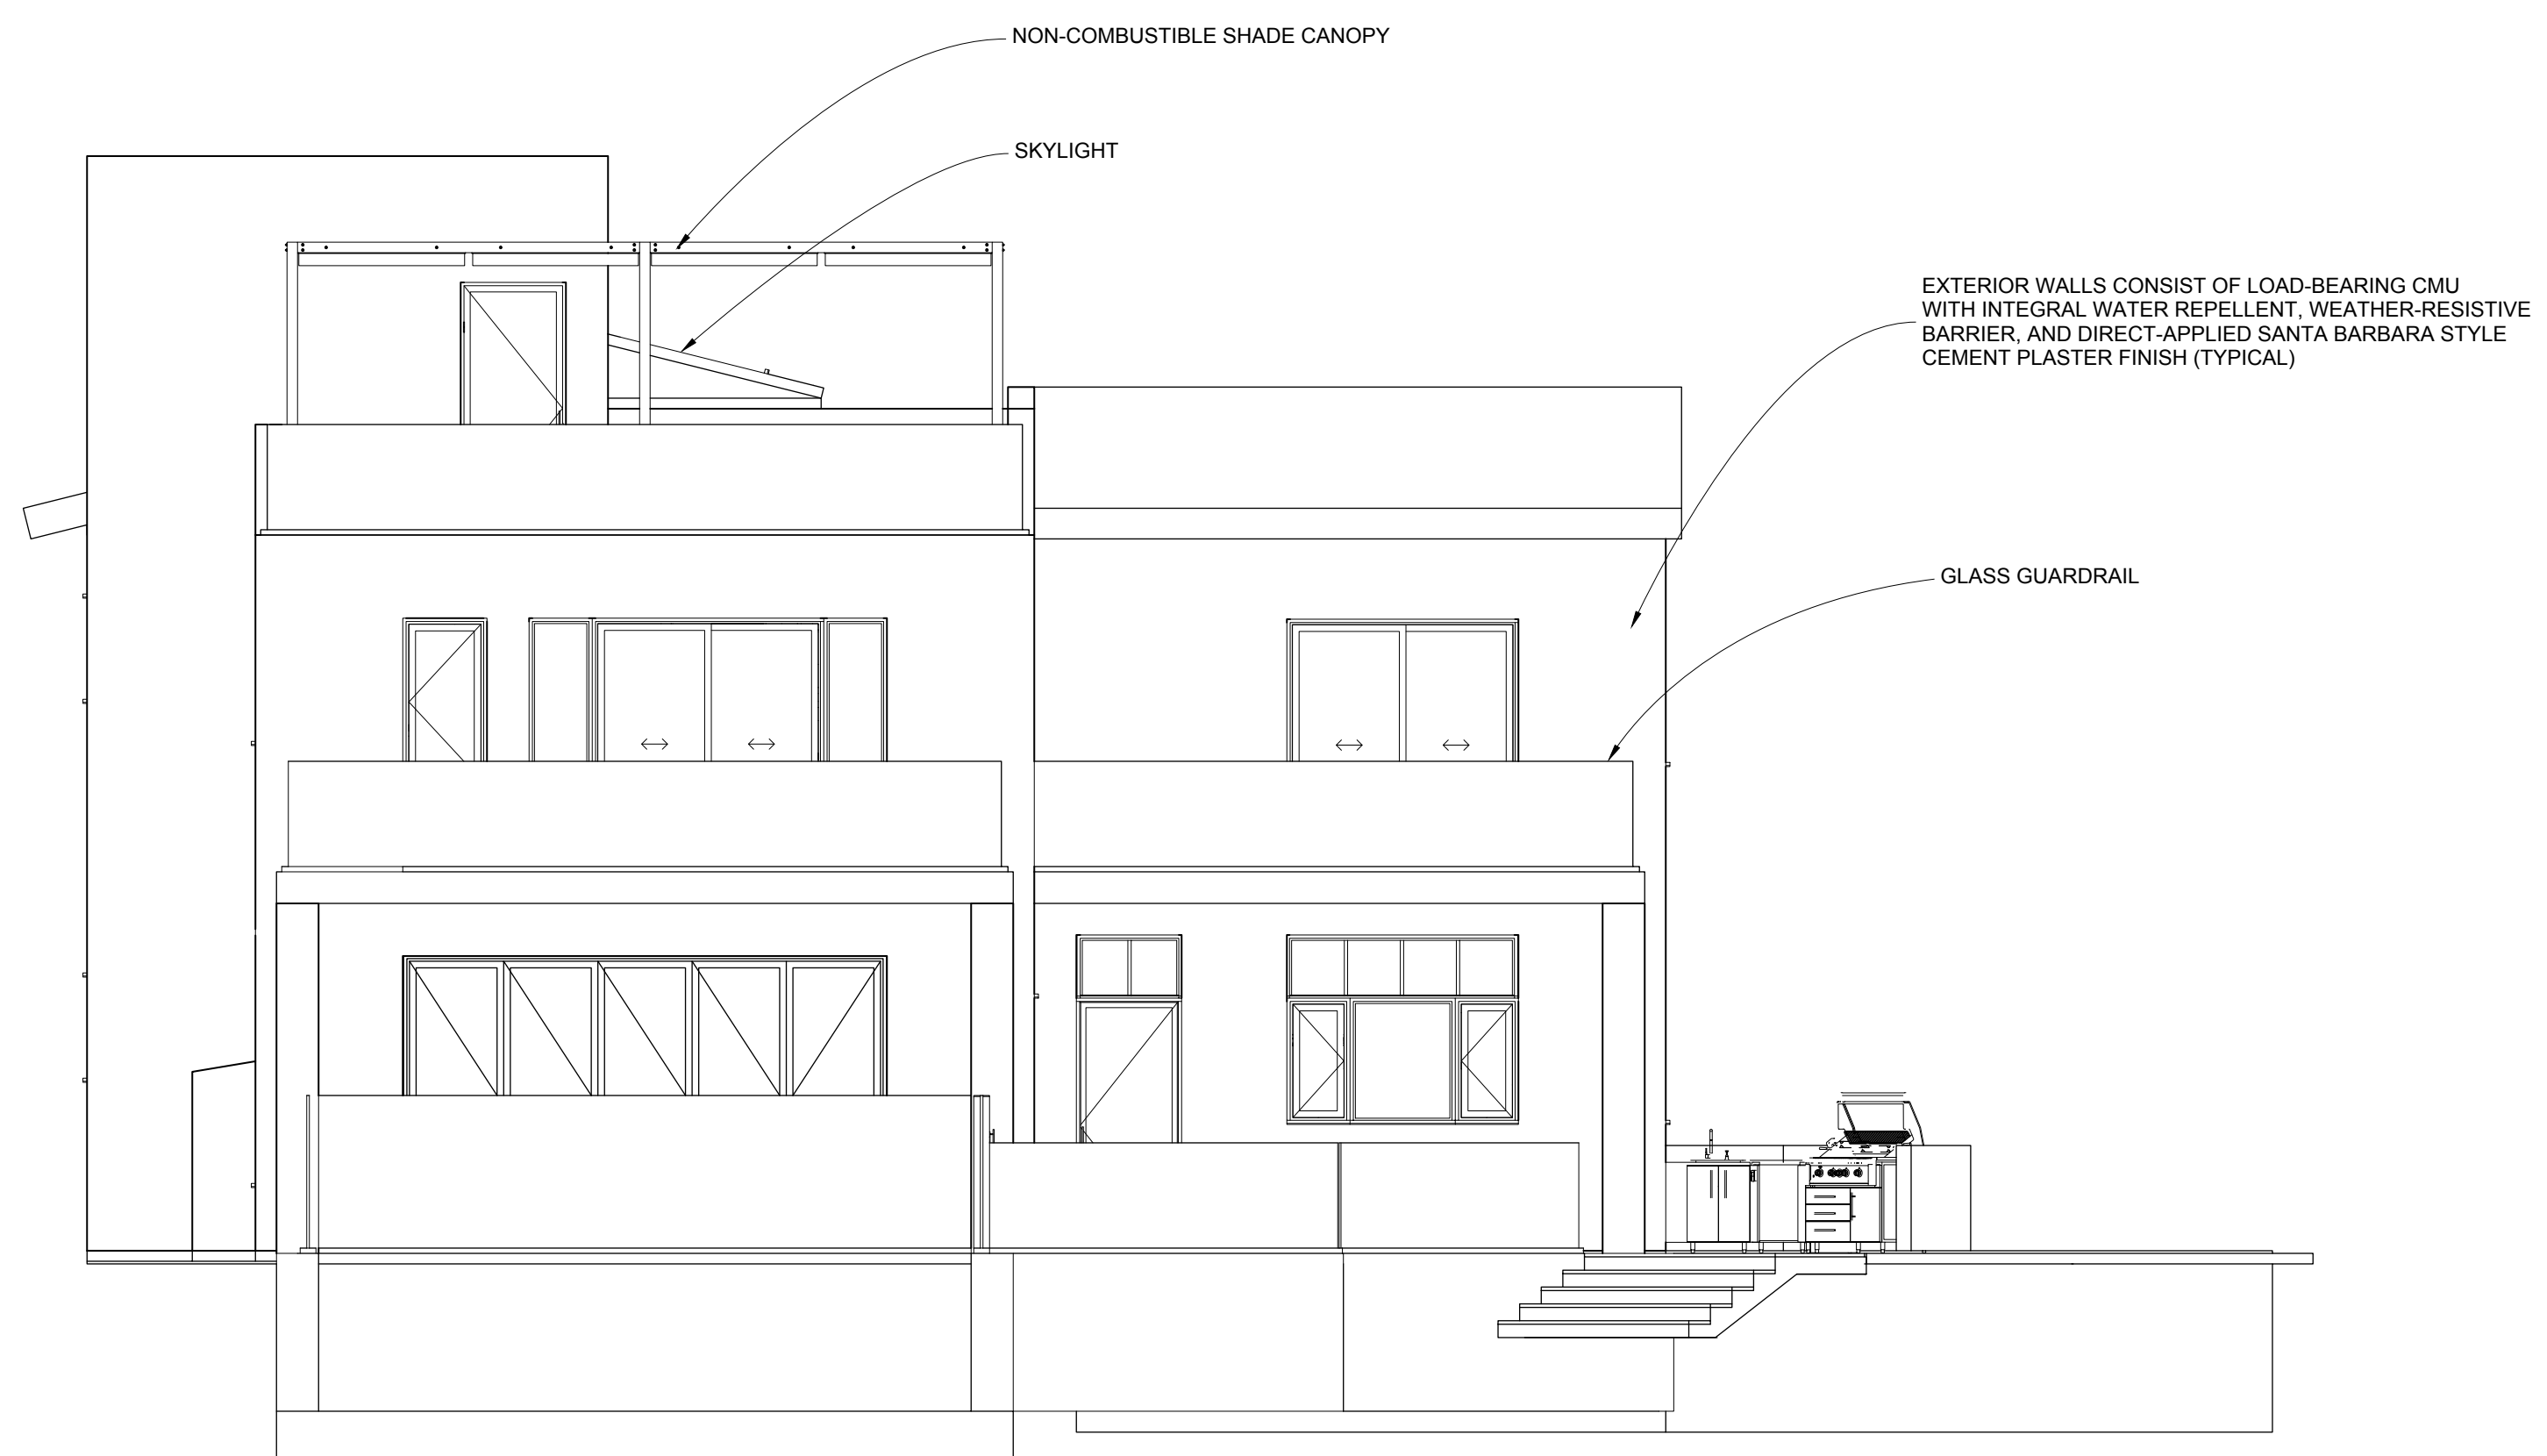 NON-COMBUSTIBLE SHADE CANOPY
SKYLIGHT
EXTERIOR WALLS CONSIST OF LOAD-BEARING CMU
WITH INTEGRAL WATER REPELLENT, WEATHER-RESISTIVE
BARRIER, AND DIRECT-APPLIED SANTA BARBARA STYLE
CEMENT PLASTER FINISH (TYPICAL)
GLASS GUARDRAIL